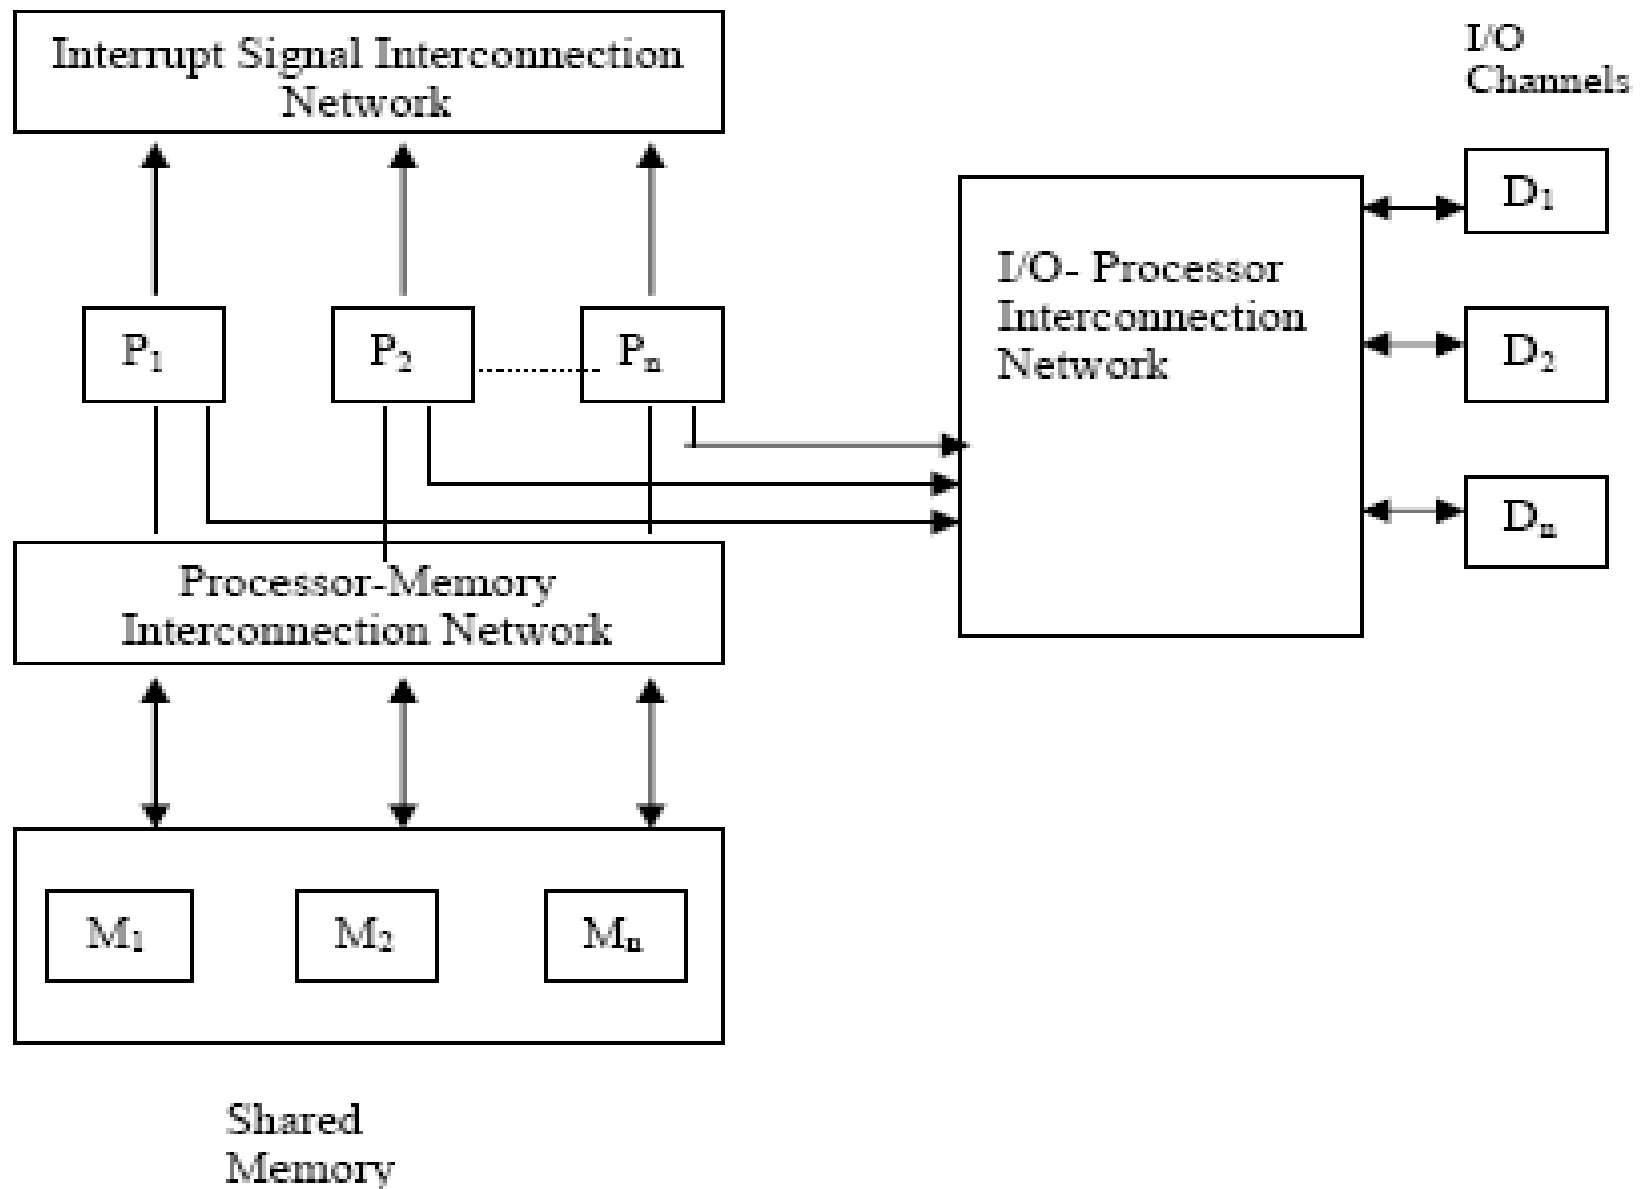 Interrupt Signal Interconnection
Network
I/O
Channels
P₁
P₂
Pₙ
I/O- Processor
Interconnection
Network
D₁
D₂
Dₙ
Processor-Memory
Interconnection Network
M₁
M₂
Mₙ
Shared
Memory